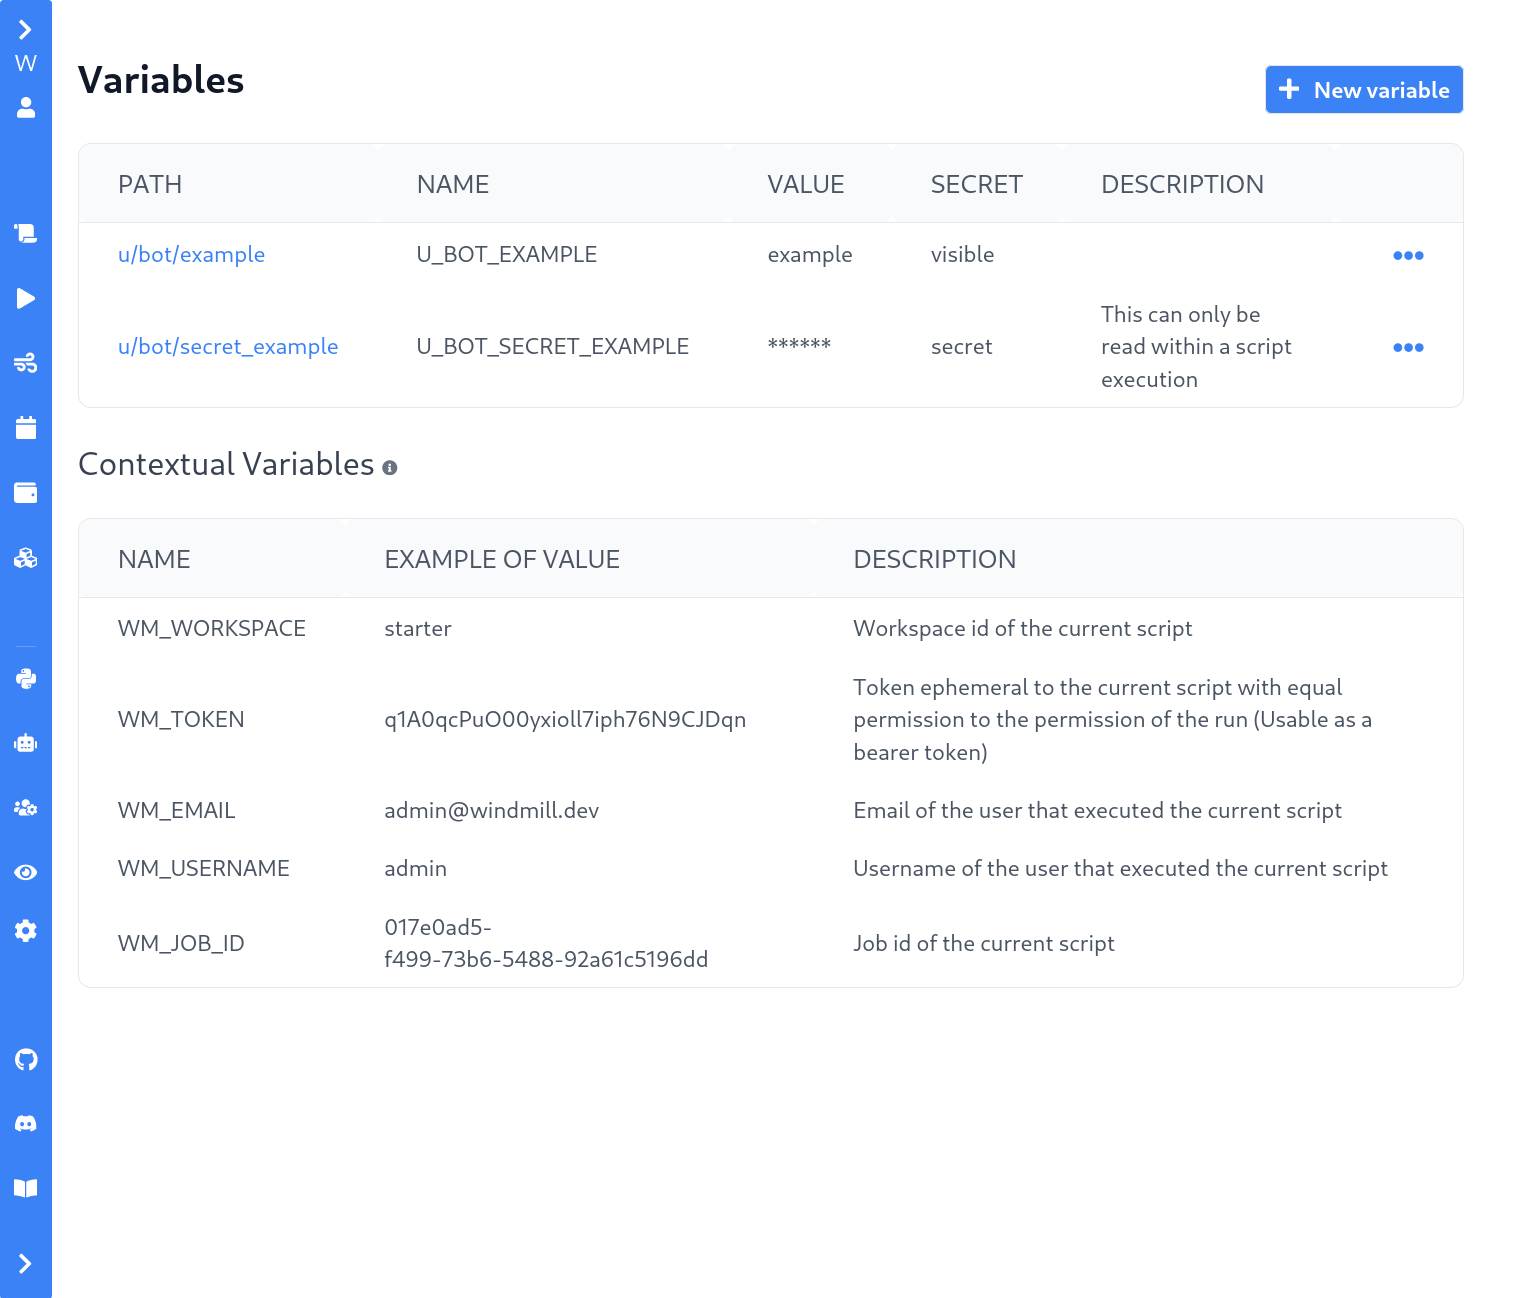 W
Variables
New variable
PATH NAME VALUE SECRET DESCRIPTION
u/bot/example U_BOT_EXAMPLE example visible
u/bot/secret_example U_BOT_SECRET_EXAMPLE ****** secret This can only be
read within a script
execution
Contextual Variables
NAME EXAMPLE OF VALUE DESCRIPTION
WM_WORKSPACE starter Workspace id of the current script
WM_TOKEN q1A0qcPuO00yxioll7iph76N9CJDqn Token ephemeral to the current script with equal
permission to the permission of the run (Usable as a
bearer token)
WM_EMAIL admin@windmill.dev Email of the user that executed the current script
WM_USERNAME admin Username of the user that executed the current script
WM_JOB_ID 017e0ad5-
f499-73b6-5488-92a61c5196dd Job id of the current script